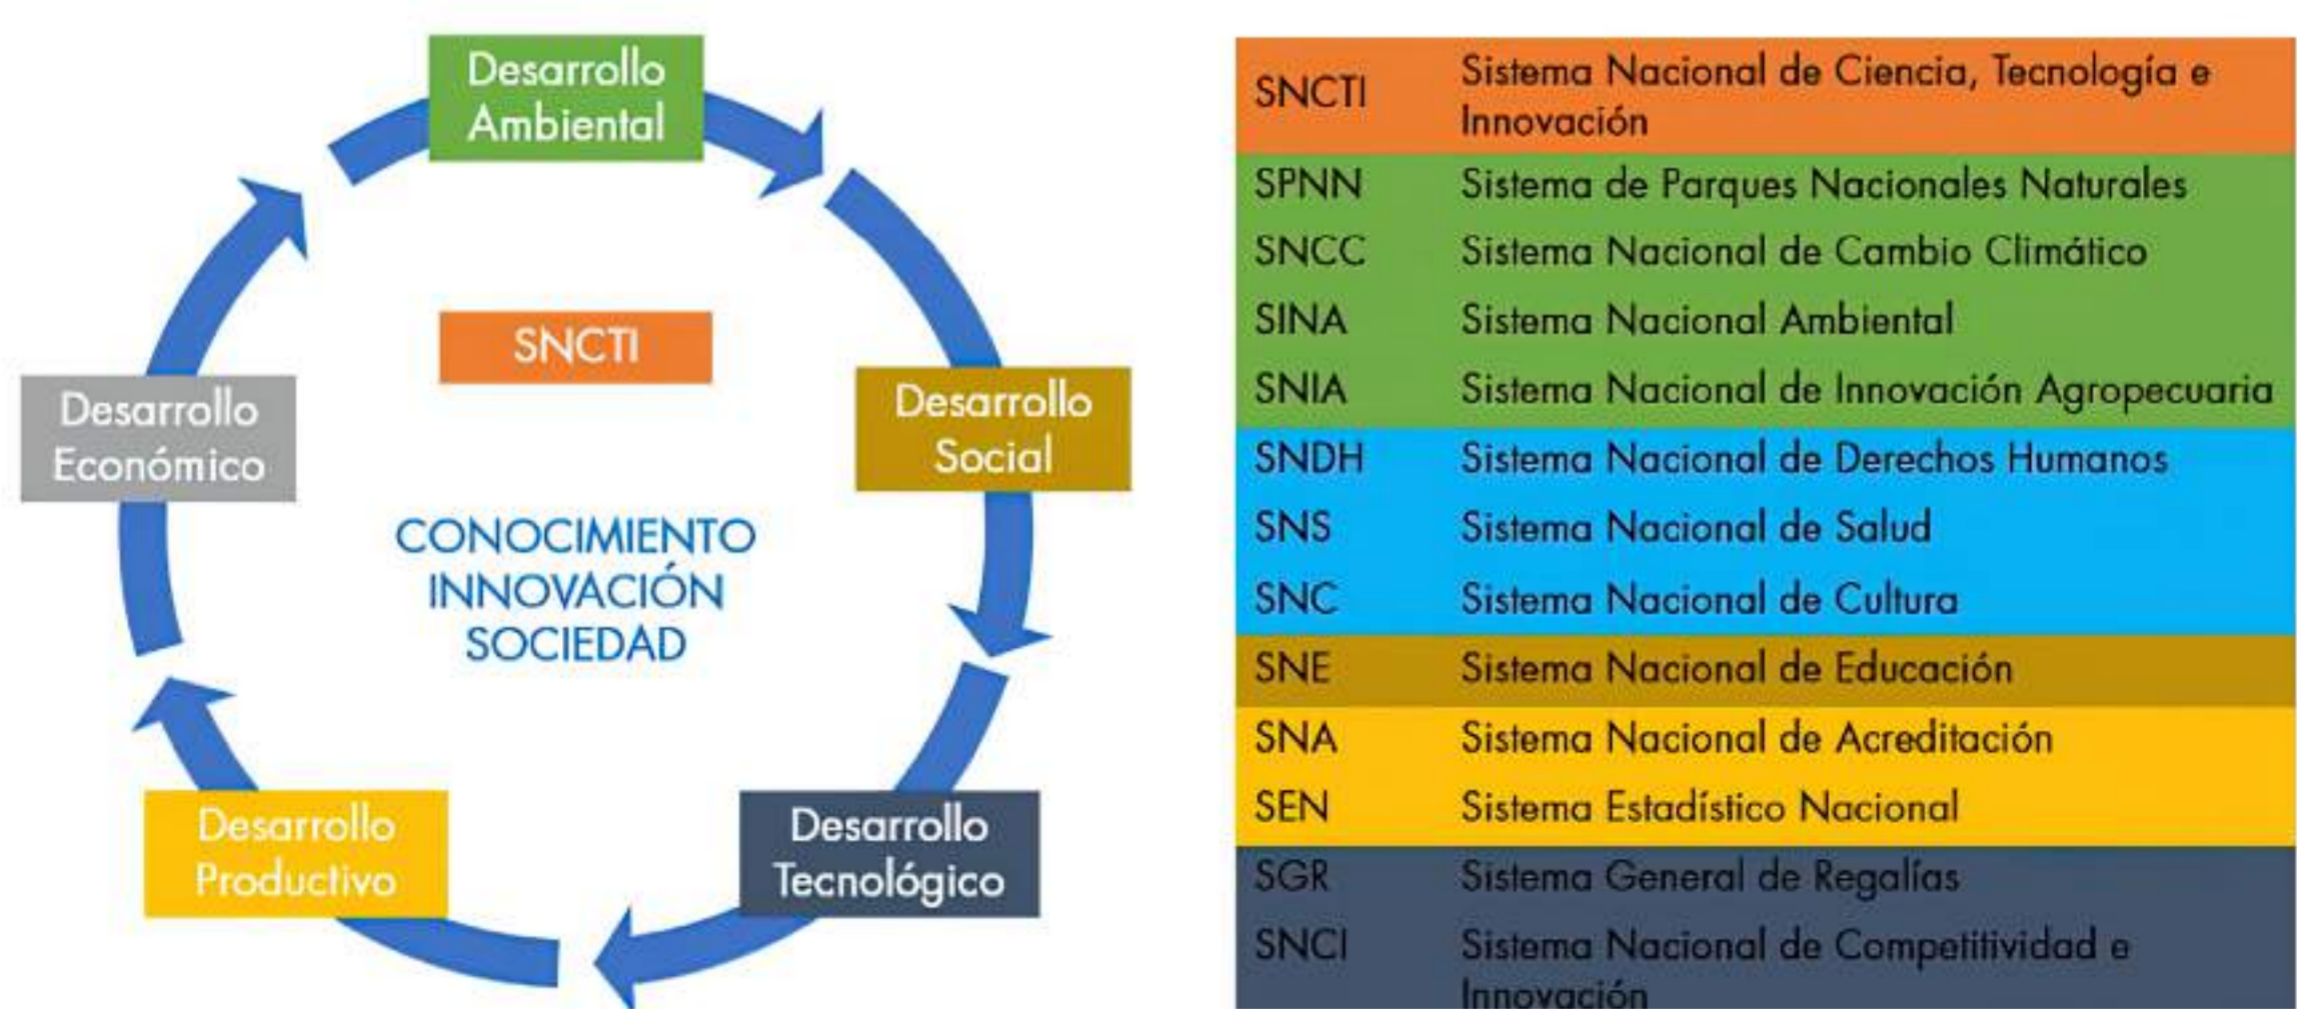 Desarrollo
Ambiental
SNCTI
Desarrollo
Económico
Desarrollo
Social
CONOCIMIENTO
INNOVACIÓN
SOCIEDAD
Desarrollo
Productivo
Desarrollo
Tecnológico
SNCTI Sistema Nacional de Ciencia, Tecnología e
Innovación
SPNN Sistema de Parques Nacionales Naturales
SNCC Sistema Nacional de Cambio Climático
SINA Sistema Nacional Ambiental
SNIA Sistema Nacional de Innovación Agropecuaria
SNDH Sistema Nacional de Derechos Humanos
SNS Sistema Nacional de Salud
SNC Sistema Nacional de Cultura
SNE Sistema Nacional de Educación
SNA Sistema Nacional de Acreditación
SEN Sistema Estadístico Nacional
SGR Sistema General de Regalías
SNCI Sistema Nacional de Competitividad e
Innovación